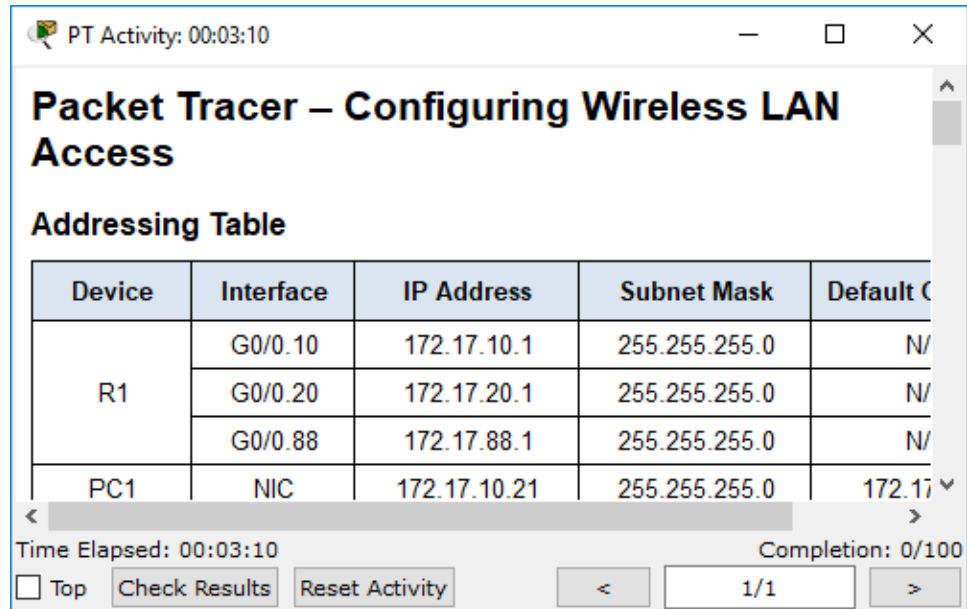 PT Activity: 00:03:10
Packet Tracer – Configuring Wireless LAN
Access
Addressing Table
Device Interface IP Address Subnet Mask Default
G0/0.10 172.17.10.1 255.255.255.0 N/
R1 G0/0.20 172.17.20.1 255.255.255.0 N/
G0/0.88 172.17.88.1 255.255.255.0 N/
PC1 NIC 172.17.10.21 255.255.255.0 172.17
Time Elapsed: 00:03:10 Completion: 0/100
Top Check Results Reset Activity < 1/1 >